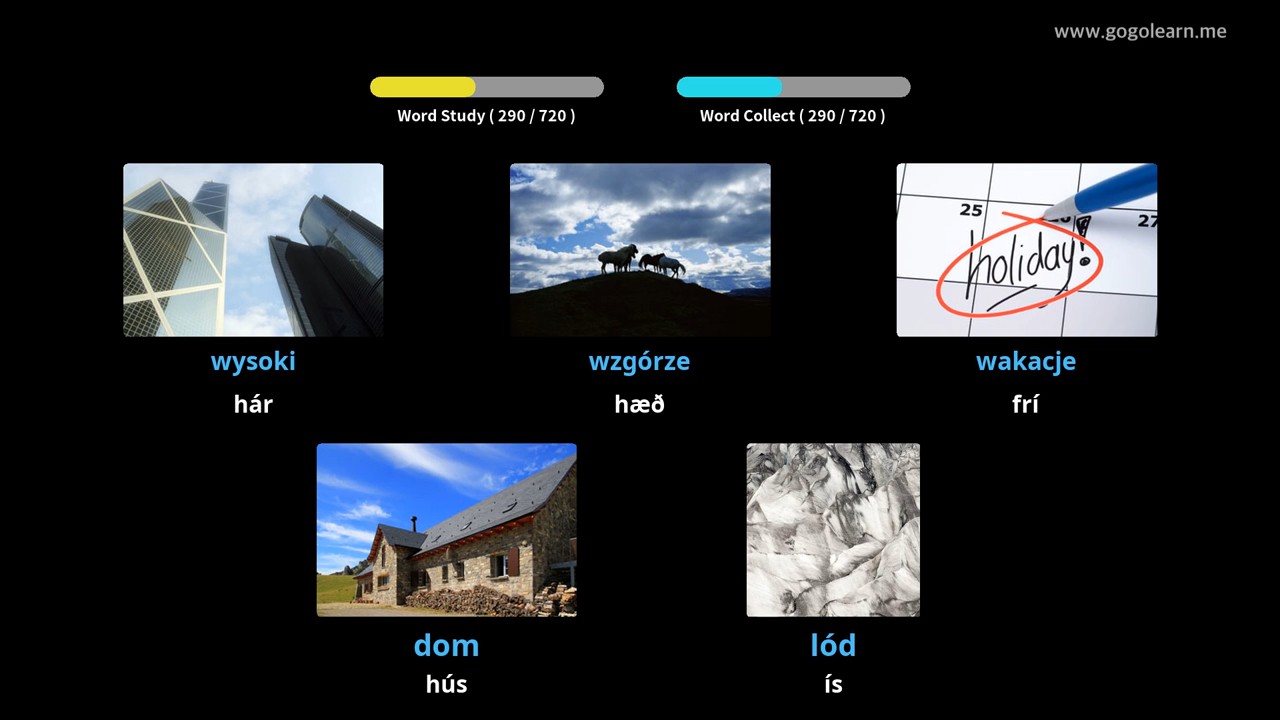 www.gogolearn.me
Word Study ( 290 / 720 )
Word Collect ( 290 / 720 )
25
27
holiday!
wysoki
wzgórze
wakacje
hár
hæð
frí
dom
lód
hús
ís